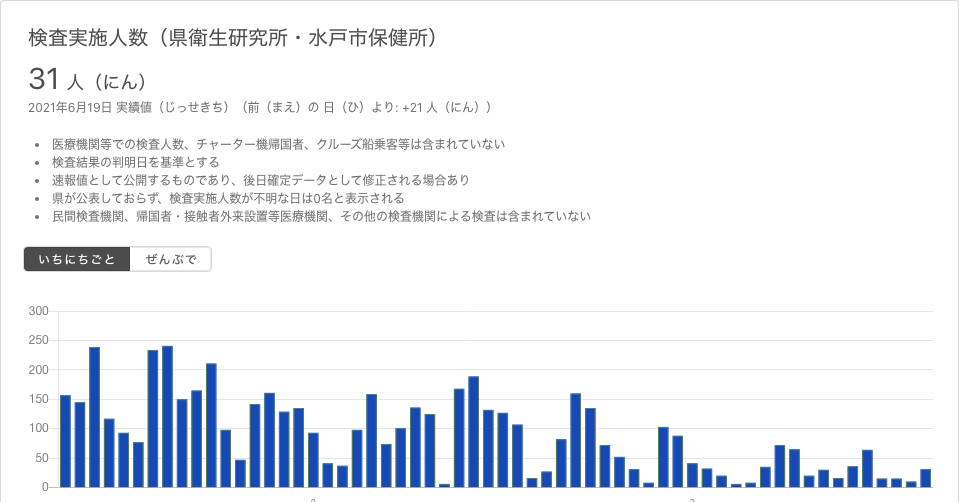 検査実施人数（県衛生研究所・水戸市保健所）
31 人（にん）
2021年6月19日 実績値（じっせきち）（前（まえ）の 日（ひ）より: +21 人（にん））
• 医療機関等での検査人数、チャーター機帰国者、クルーズ船乗客等は含まれていない
• 検査結果の判明日を基準とする
• 速報値として公開するものであり、後日確定データとして修正される場合あり
• 県が公表しておらず、検査実施人数が不明な日は0名と表示される
• 民間検査機関、帰国者・接触者外来設置等医療機関、その他の検査機関による検査は含まれていない
いちにちごと ぜんぶで
300
250
200
150
100
50
0